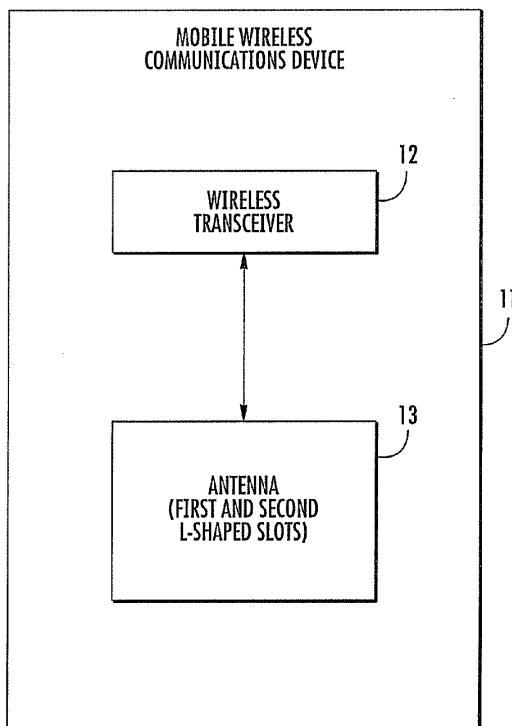 MOBILE WIRELESS
COMMUNICATIONS DEVICE
12
WIRELESS
TRANSCEIVER
11
13
ANTENNA
(FIRST AND SECOND
L-SHAPED SLOTS)